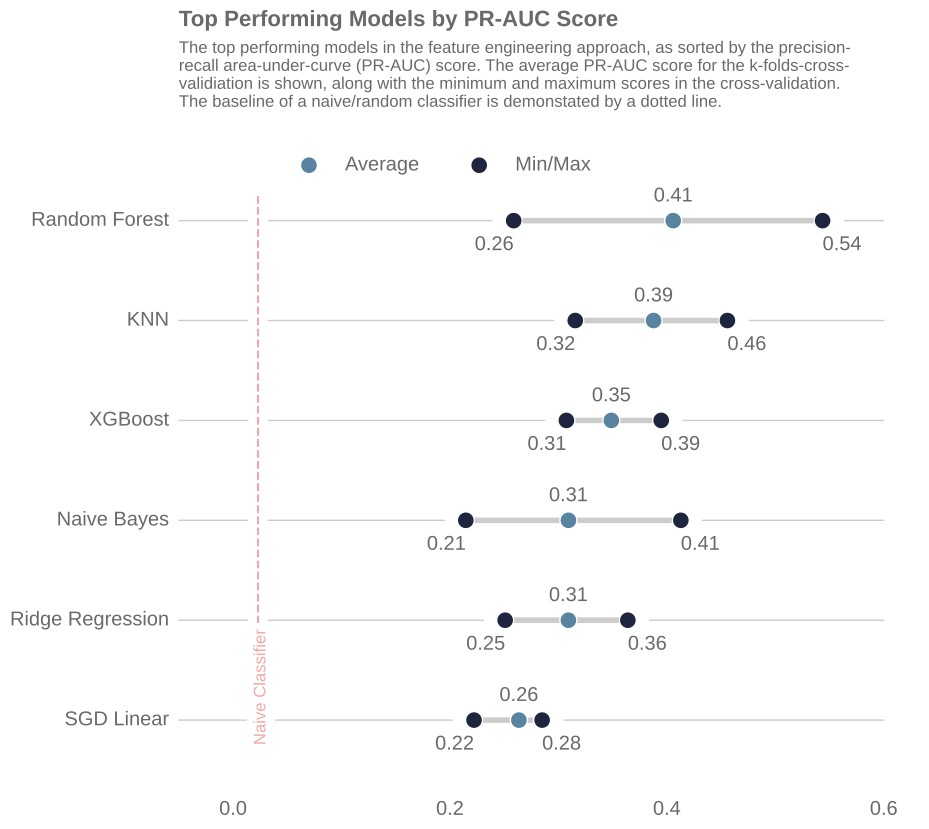 Top Performing Models by PR-AUC Score
The top performing models in the feature engineering approach, as sorted by the precision-
recall area-under-curve (PR-AUC) score. The average PR-AUC score for the k-folds-cross-
validiation is shown, along with the minimum and maximum scores in the cross-validation.
The baseline of a naive/random classifier is demonstated by a dotted line.
Average Min/Max
0.41
Random Forest
0.26 0.54
0.39
KNN
0.32 0.46
0.35
XGBoost
0.31 0.39
0.31
Naive Bayes
0.21 0.41
0.31
Ridge Regression
0.25 0.36
Naive Classifier
0.26
SGD Linear
0.22 0.28
0.0 0.2 0.4 0.6